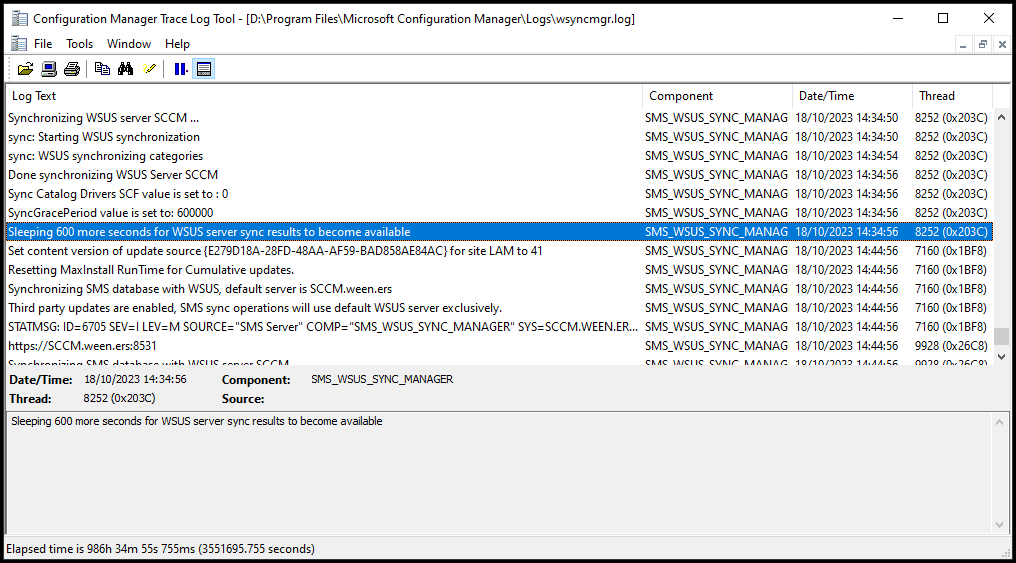 Configuration Manager Trace Log Tool - [D:\Program Files\Microsoft Configuration Manager\Logs\wsyncmgr.log]
File Tools Window Help
Log Text Component Date/Time Thread
Synchronizing WSUS server SCCM ... SMS_WSUS_SYNC_MANAG 18/10/2023 14:34:50 8252 (0x203C)
sync: Starting WSUS synchronization SMS_WSUS_SYNC_MANAG 18/10/2023 14:34:50 8252 (0x203C)
sync: WSUS synchronizing categories SMS_WSUS_SYNC_MANAG 18/10/2023 14:34:54 8252 (0x203C)
Done synchronizing WSUS Server SCCM SMS_WSUS_SYNC_MANAG 18/10/2023 14:34:56 8252 (0x203C)
Sync Catalog Drivers SCF value is set to : 0 SMS_WSUS_SYNC_MANAG 18/10/2023 14:34:56 8252 (0x203C)
SyncGracePeriod value is set to: 600000 SMS_WSUS_SYNC_MANAG 18/10/2023 14:34:56 8252 (0x203C)
Sleeping 600 more seconds for WSUS server sync results to become available SMS_WSUS_SYNC_MANAG 18/10/2023 14:34:56 8252 (0x203C)
Set content version of update source {E279D18A-28FD-48AA-AF59-BAD858AE84AC} for site LAM to 41 SMS_WSUS_SYNC_MANAG 18/10/2023 14:44:56 7160 (0x1BF8)
Resetting MaxInstall RunTime for Cumulative updates. SMS_WSUS_SYNC_MANAG 18/10/2023 14:44:56 7160 (0x1BF8)
Synchronizing SMS database with WSUS, default server is SCCM.ween.ers SMS_WSUS_SYNC_MANAG 18/10/2023 14:44:56 7160 (0x1BF8)
Third party updates are enabled, SMS sync operations will use default WSUS server exclusively. SMS_WSUS_SYNC_MANAG 18/10/2023 14:44:56 7160 (0x1BF8)
STATMSG: ID=6705 SEV=I LEV=M SOURCE="SMS Server" COMP="SMS_WSUS_SYNC_MANAGER" SYS=SCCM.WEEN.ER... SMS_WSUS_SYNC_MANAG 18/10/2023 14:44:56 7160 (0x1BF8)
https://SCCM.ween.ers:8531 SMS_WSUS_SYNC_MANAG 18/10/2023 14:44:56 9928 (0x26C8)
Synchronizing SMS database with WSUS server SCCM SMS_WSUS_SYNC_MANAG 18/10/2023 14:44:56 9928 (0x26C8)
Date/Time: 18/10/2023 14:34:56 Component: SMS_WSUS_SYNC_MANAGER
Thread: 8252 (0x203C) Source:
Sleeping 600 more seconds for WSUS server sync results to become available
Elapsed time is 986h 34m 55s 755ms (3551695.755 seconds)